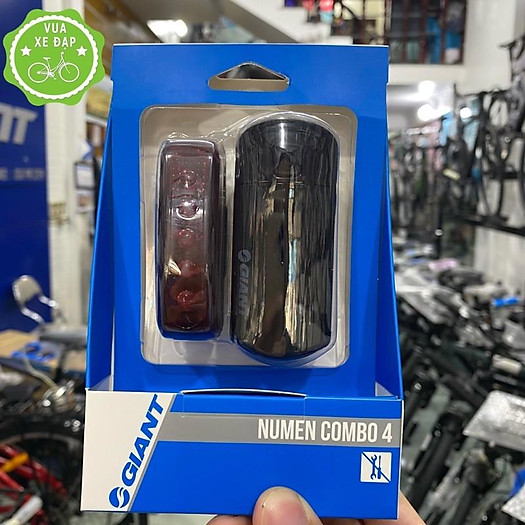 VUA
XE ĐẠP
GIANT
GIANT
NUMEN COMBO 4